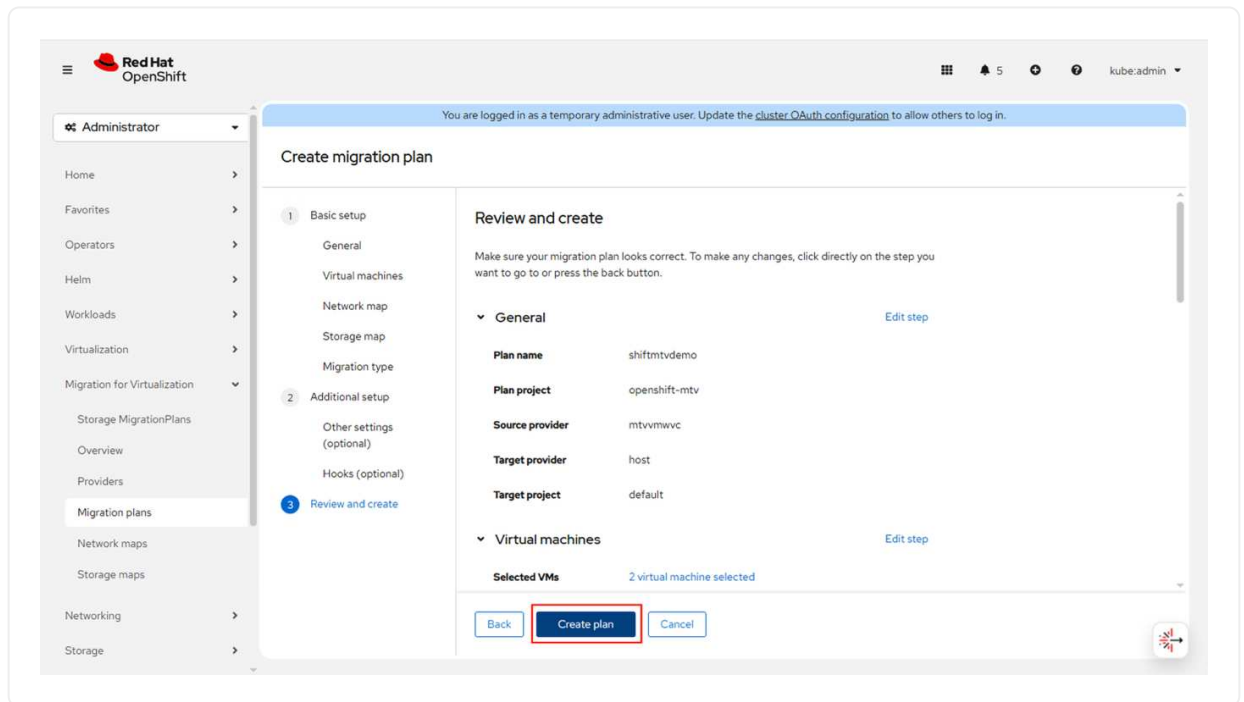 Red Hat
OpenShift
5
kube:admin
Administrator
You are logged in as a temporary administrative user. Update the cluster OAuth configuration to allow others to log in.
Home
Favorites
Operators
Helm
Workloads
Virtualization
Migration for Virtualization
Storage MigrationPlans
Overview
Providers
Migration plans
Network maps
Storage maps
Networking
Storage
Create migration plan
1 Basic setup
General
Virtual machines
Network map
Storage map
Migration type
2 Additional setup
Other settings
(optional)
Hooks (optional)
3 Review and create
Review and create
Make sure your migration plan looks correct. To make any changes, click directly on the step you
want to go to or press the back button.
General Edit step
Plan name shiftmtvdemo
Plan project openshift-mtv
Source provider mtvvmwvc
Target provider host
Target project default
Virtual machines Edit step
Selected VMs 2 virtual machine selected
Back Create plan Cancel